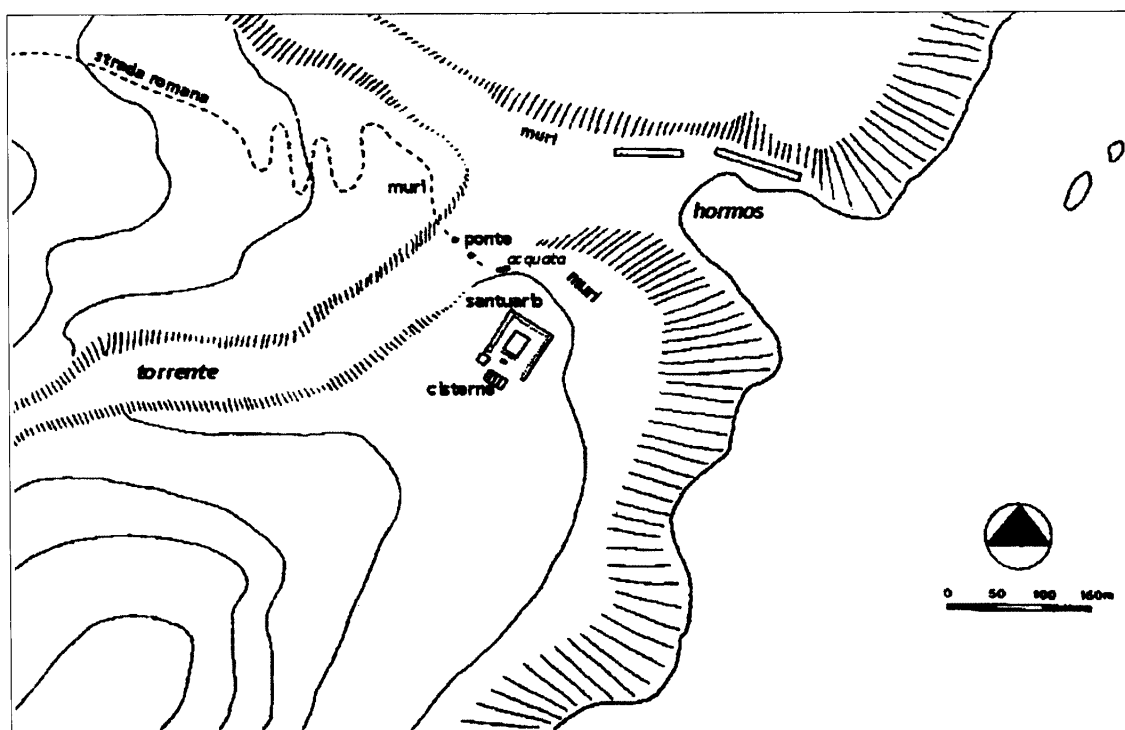 strada romana
muri
muri
hormos
ponte
acquata
muri
santuario
torrente
cisterne
0 50 100 150m